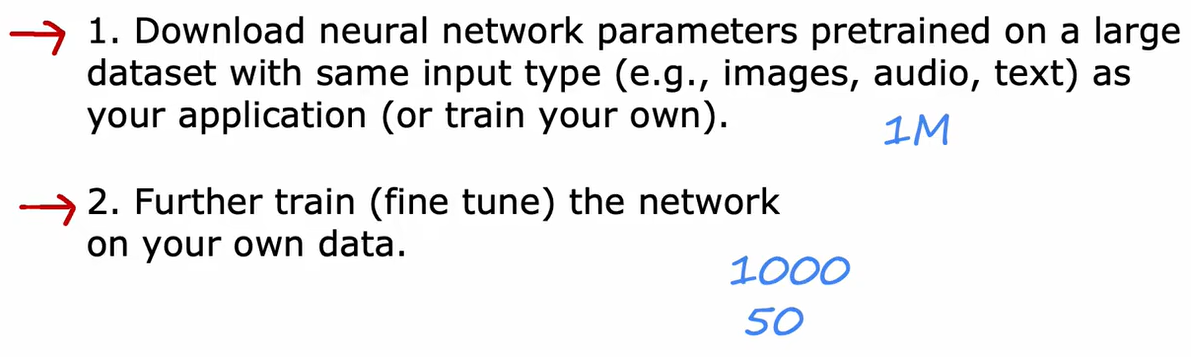 → 1. Download neural network parameters pretrained on a large
dataset with same input type (e.g., images, audio, text) as
your application (or train your own).
1M
→ 2. Further train (fine tune) the network
on your own data.
1000
50